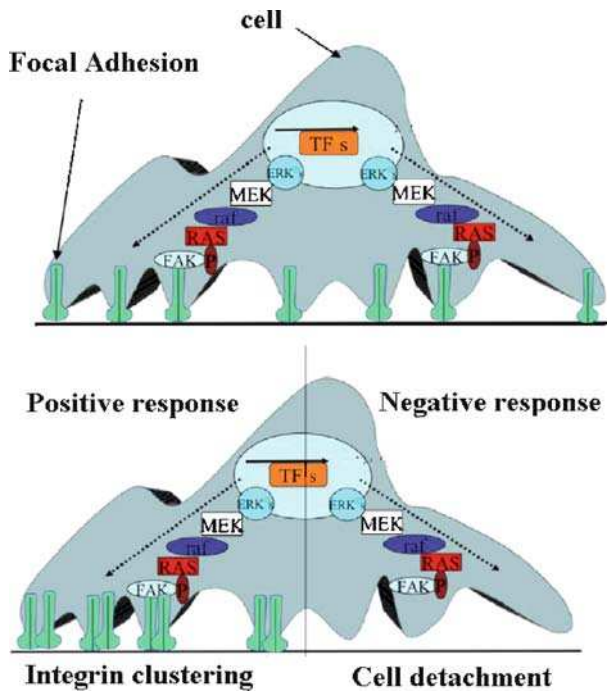 cell
Focal Adhesion
TF s
ERK's ERK's
MEK MEK
raf raf
RAS RAS
FAK P FAK P
Positive response Negative response
TF's
ERK's ERK's
MEK MEK
raf raf
RAS RAS
FAK P FAK P
Integrin clustering Cell detachment